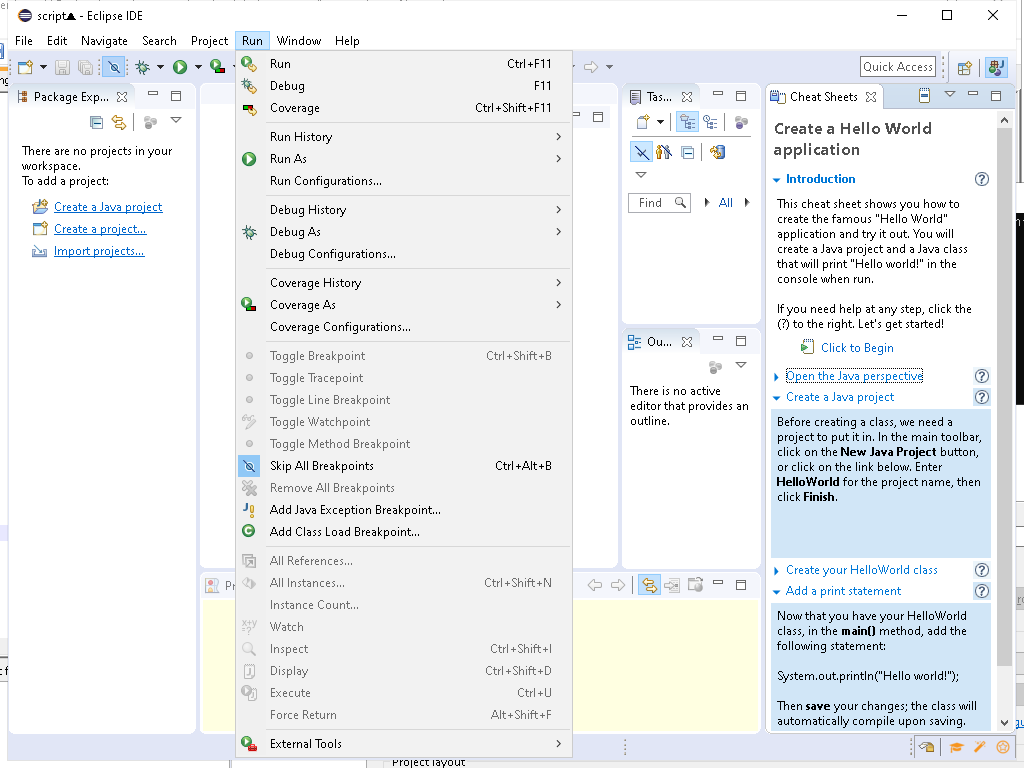 script▲ - Eclipse IDE
File Edit Navigate Search Project Run Window Help
Quick Access
Package Exp...
There are no projects in your
workspace.
To add a project:
Create a Java project
Create a project...
Import projects...
Run Ctrl+F11
Debug F11
Coverage Ctrl+Shift+F11
Run History
Run As
Run Configurations...
Debug History
Debug As
Debug Configurations...
Coverage History
Coverage As
Coverage Configurations...
Toggle Breakpoint Ctrl+Shift+B
Toggle Tracepoint
Toggle Line Breakpoint
Toggle Watchpoint
Toggle Method Breakpoint
Skip All Breakpoints Ctrl+Alt+B
Remove All Breakpoints
Add Java Exception Breakpoint...
Add Class Load Breakpoint...
All References...
All Instances... Ctrl+Shift+N
Instance Count...
Watch
Inspect Ctrl+Shift+I
Display Ctrl+Shift+D
Execute Ctrl+U
Force Return Alt+Shift+F
External Tools
Tas...
Find
All
Ou...
There is no active
editor that provides an
outline.
Cheat Sheets
Create a Hello World
application
Introduction
This cheat sheet shows you how to
create the famous "Hello World"
application and try it out. You will
create a Java project and a Java class
that will print "Hello world!" in the
console when run.
If you need help at any step, click the
(?) to the right. Let's get started!
Click to Begin
Open the Java perspective
Create a Java project
Before creating a class, we need a
project to put it in. In the main toolbar,
click on the New Java Project button,
or click on the link below. Enter
HelloWorld for the project name, then
click Finish.
Create your HelloWorld class
Add a print statement
Now that you have your HelloWorld
class, in the main() method, add the
following statement:
System.out.println("Hello world!");
Then save your changes; the class will
automatically compile upon saving.
Project layout